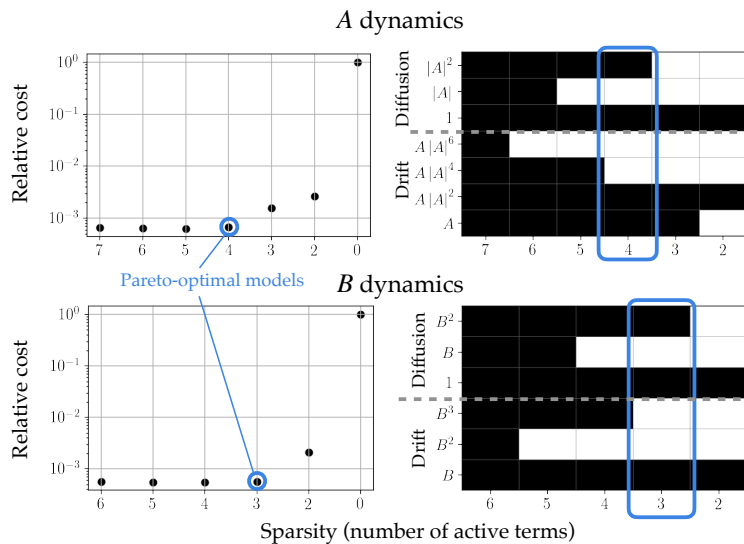 A dynamics
Relative cost
10^0
10^{-1}
10^{-2}
10^{-3}
7 6 5 4 3 2 0
Diffusion
Drift
|A|^2
|A|
1
A|A|^6
A|A|^4
A|A|^2
A
7 6 5 4 3 2
Pareto-optimal models
B dynamics
Relative cost
10^0
10^{-1}
10^{-2}
10^{-3}
6 5 4 3 2 0
Diffusion
Drift
B^2
B
1
B^3
B^2
B
6 5 4 3 2
Sparsity (number of active terms)